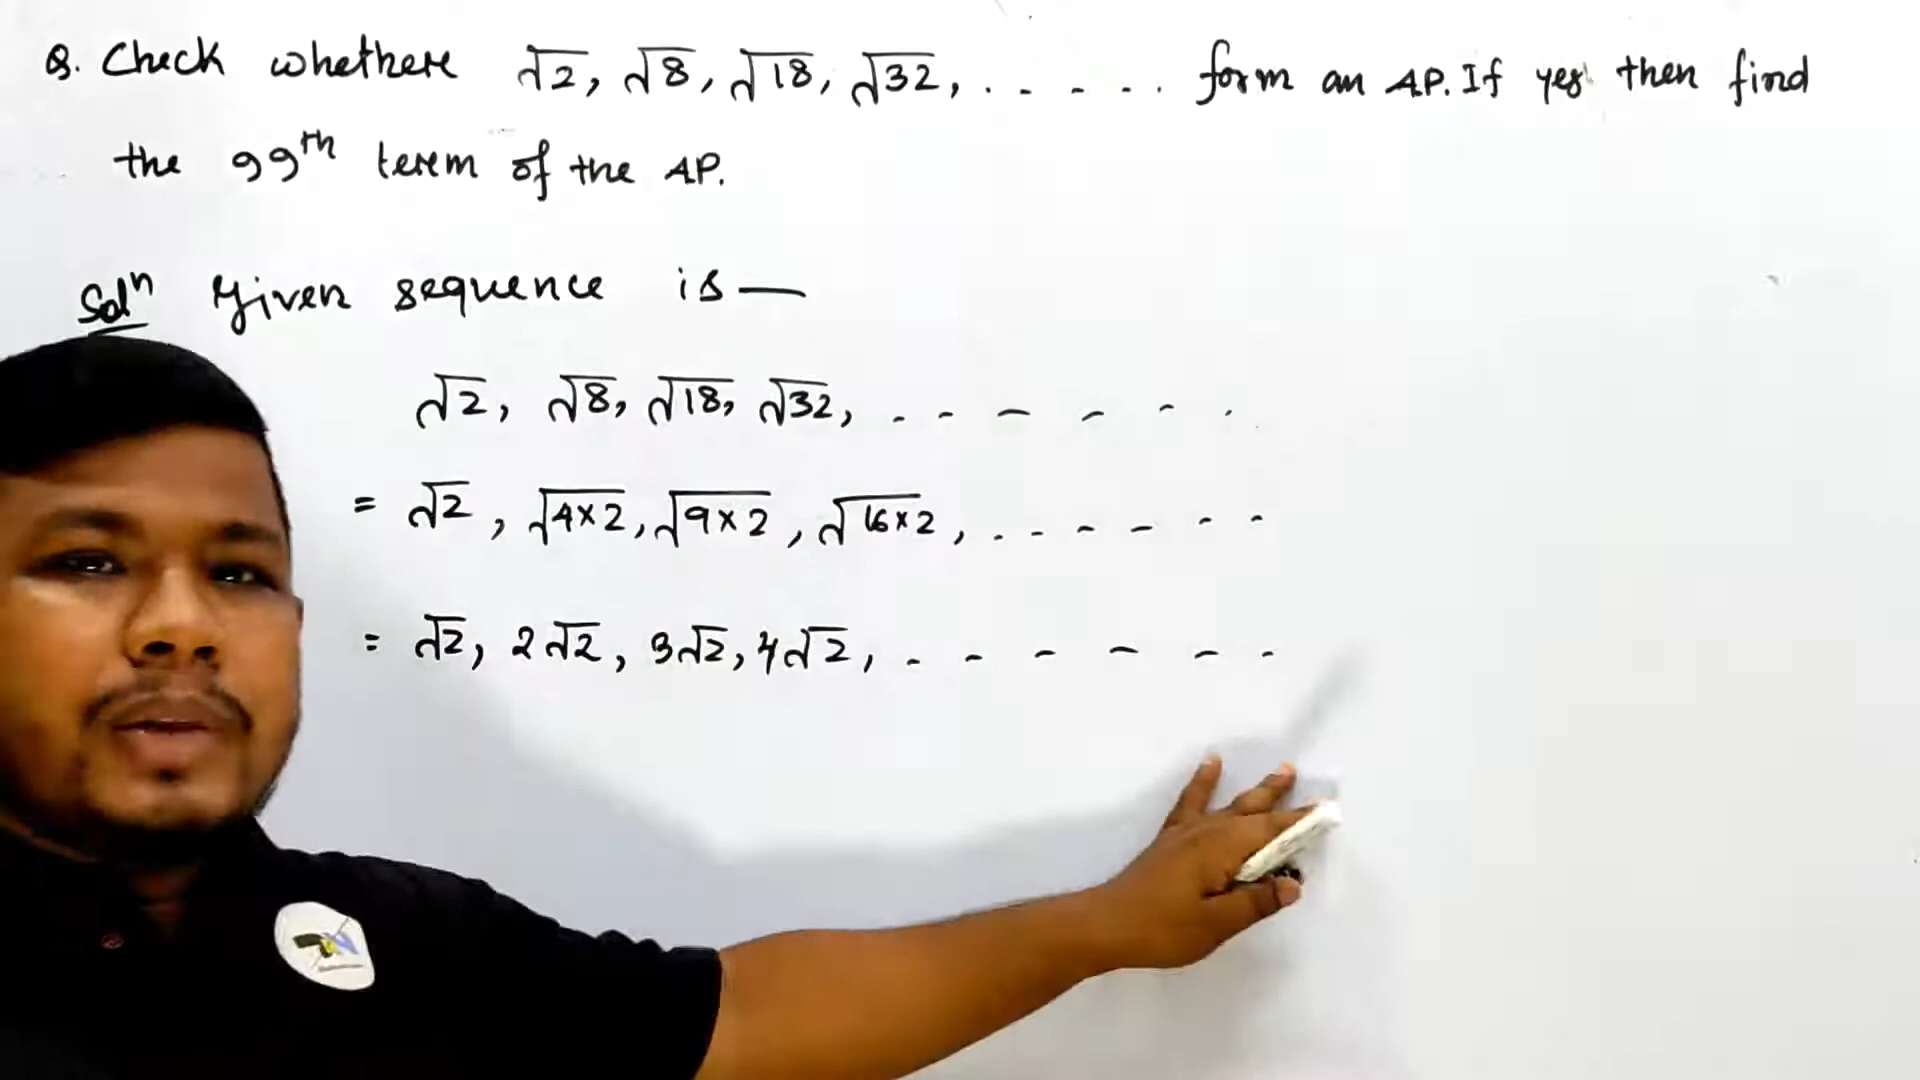 Q. Check whethere √2, √8, √18, √32, . . - - - . . form an AP. If yes then find
the 99th terem of the AP.
Solⁿ Given sequence is —
√2, √8, √18, √32, . - - - - .
= √2, √4×2, √9×2, √16×2, . - - - - -
= √2, 2√2, 3√2, 4√2, . - - - - -